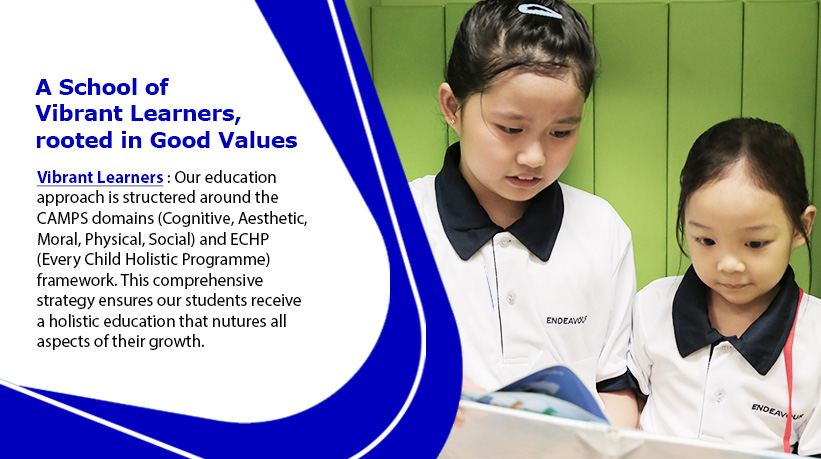 A School of
Vibrant Learners,
rooted in Good Values
Vibrant Learners : Our education
approach is structered around the
CAMPS domains (Cognitive, Aesthetic,
Moral, Physical, Social) and ECHP
(Every Child Holistic Programme)
framework. This comprehensive
strategy ensures our students receive
a holistic education that nutures all
aspects of their growth.
ENDEAVOUR
ENDEAVOUR